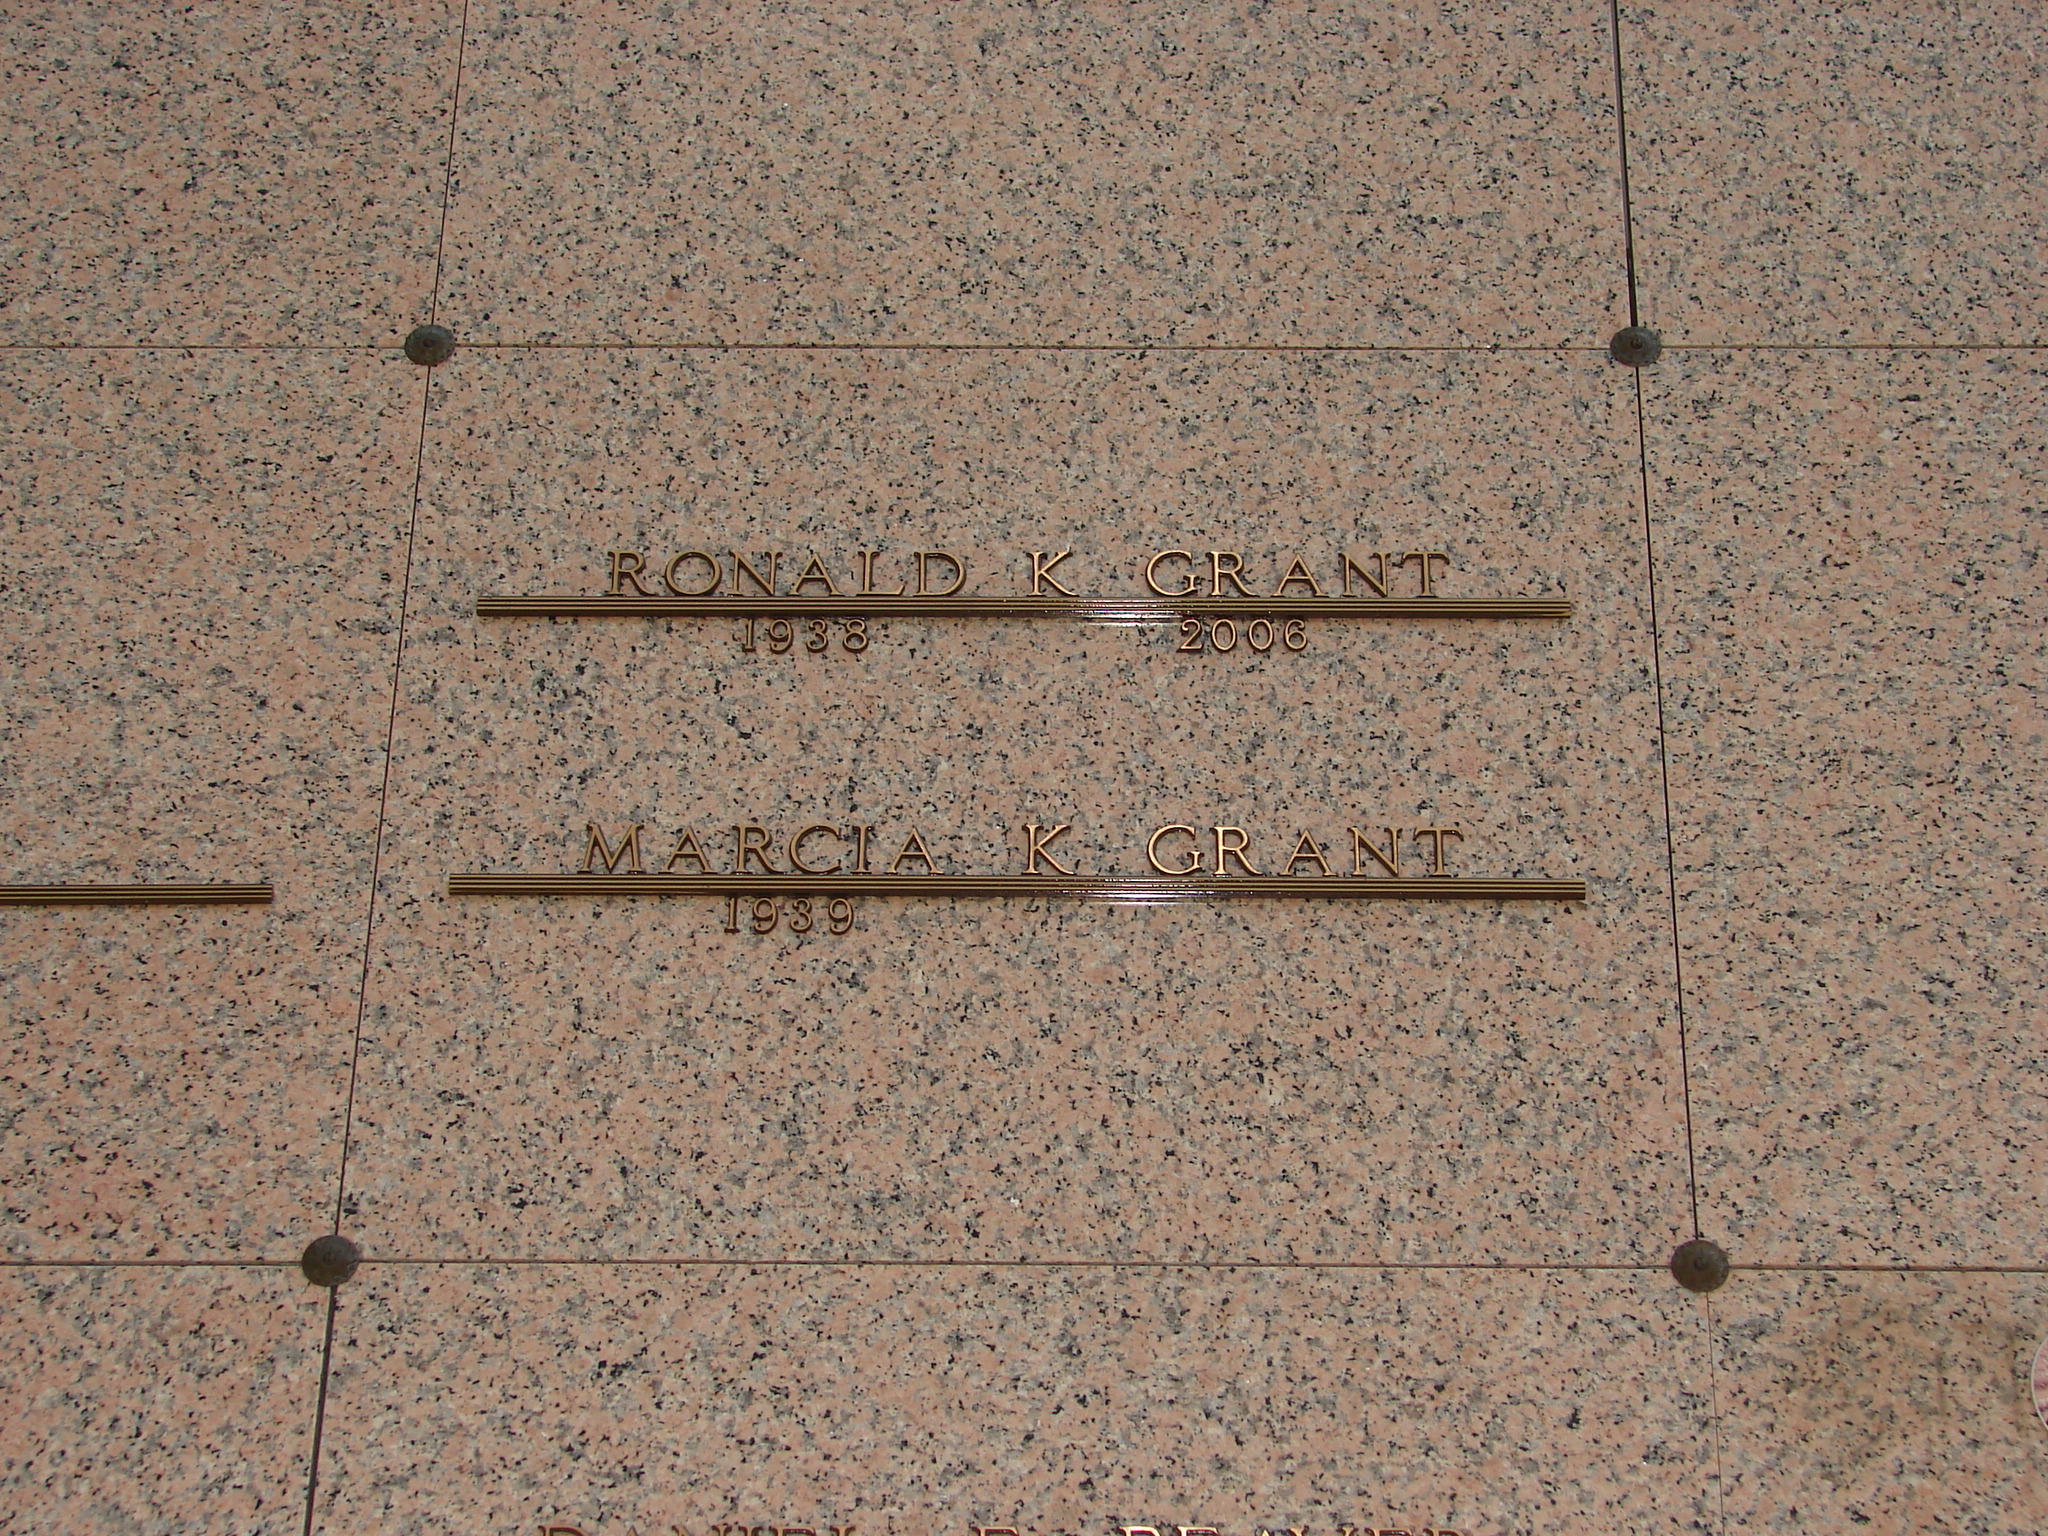 RONALD K GRANT
1938 2006
MARCIA K GRANT
1939